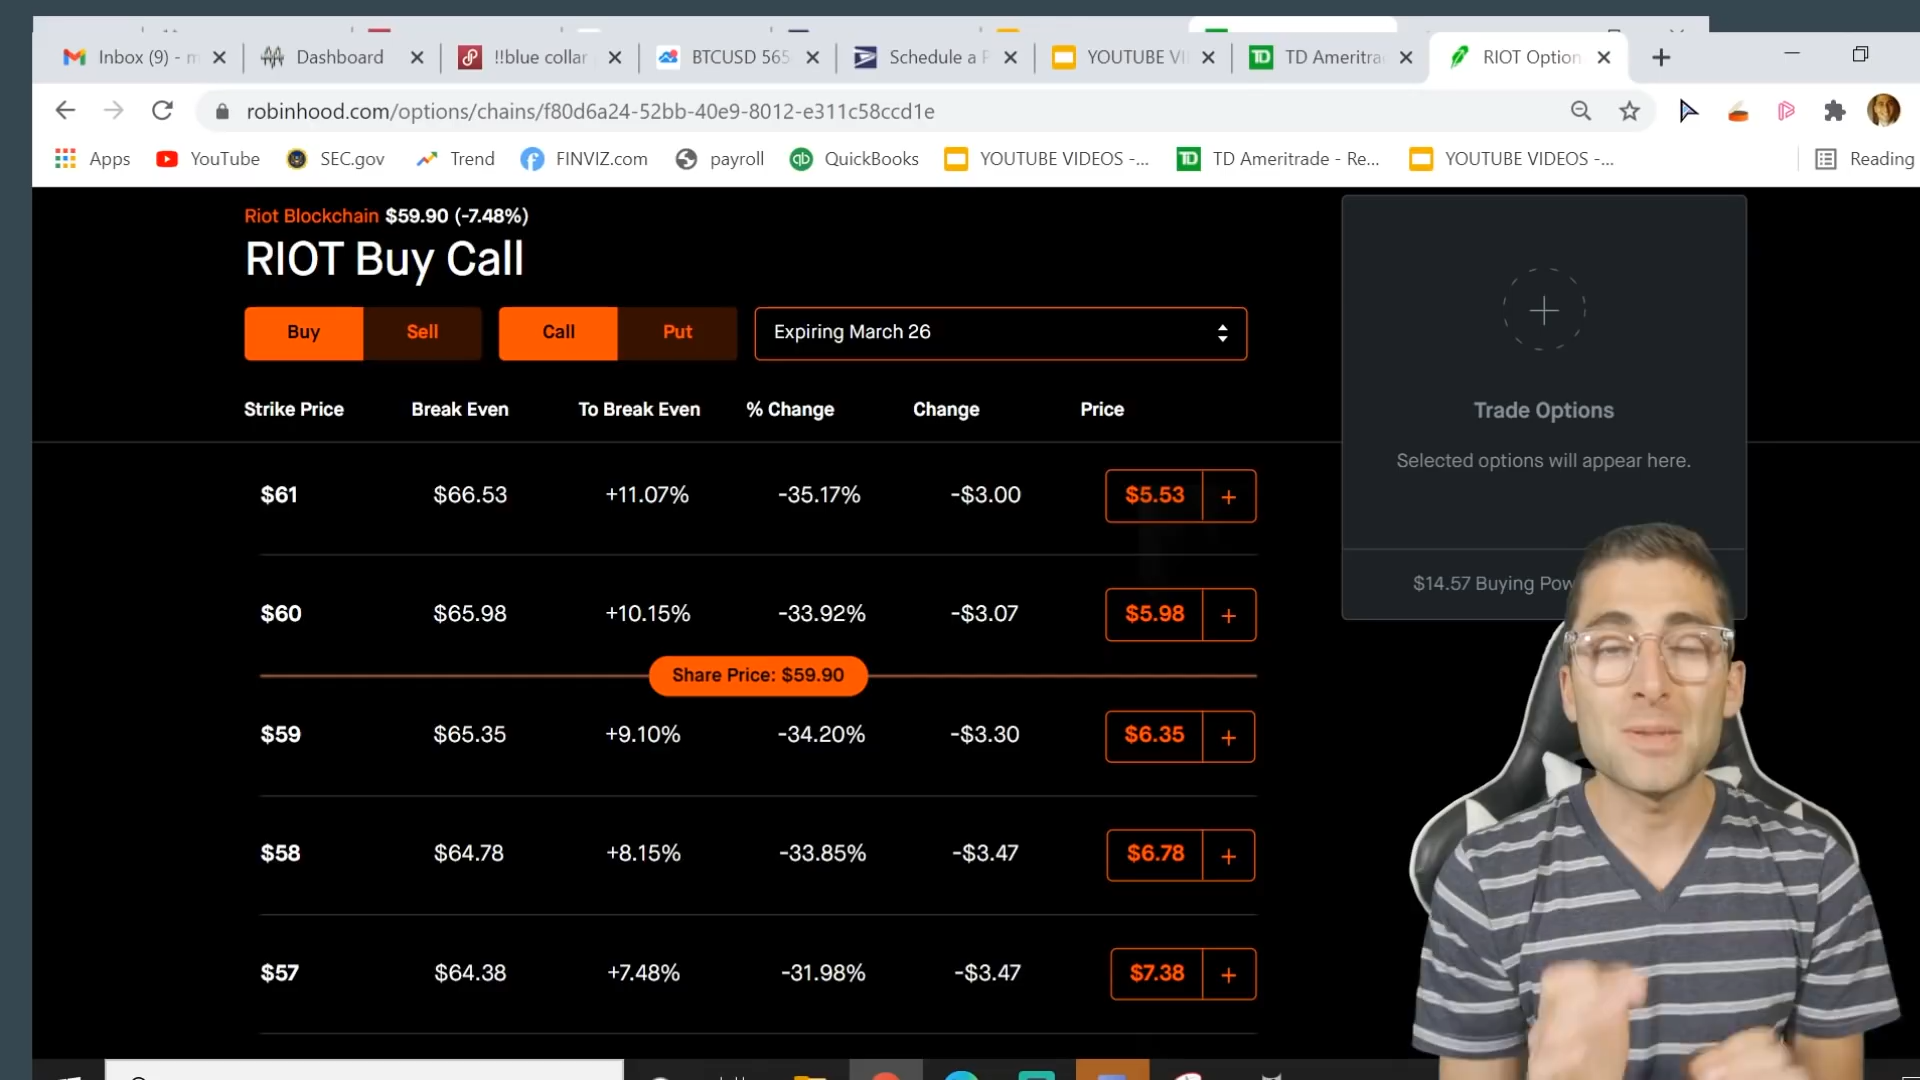 Inbox (9) - m
Dashboard
!!blue collar
BTCUSD 565
Schedule a P
YOUTUBE VI
TD Ameritra
RIOT Option
robinhood.com/options/chains/f80d6a24-52bb-40e9-8012-e311c58ccd1e
Apps YouTube SEC.gov Trend FINVIZ.com payroll QuickBooks YOUTUBE VIDEOS -... TD Ameritrade - Re... YOUTUBE VIDEOS -... Reading
Riot Blockchain $59.90 (-7.48%)
RIOT Buy Call
Buy Sell Call Put Expiring March 26
Strike Price Break Even To Break Even % Change Change Price
$61 $66.53 +11.07% -35.17% -$3.00 $5.53 +
$60 $65.98 +10.15% -33.92% -$3.07 $5.98 +
Share Price: $59.90
$59 $65.35 +9.10% -34.20% -$3.30 $6.35 +
$58 $64.78 +8.15% -33.85% -$3.47 $6.78 +
$57 $64.38 +7.48% -31.98% -$3.47 $7.38 +
Trade Options
Selected options will appear here.
$14.57 Buying Pow